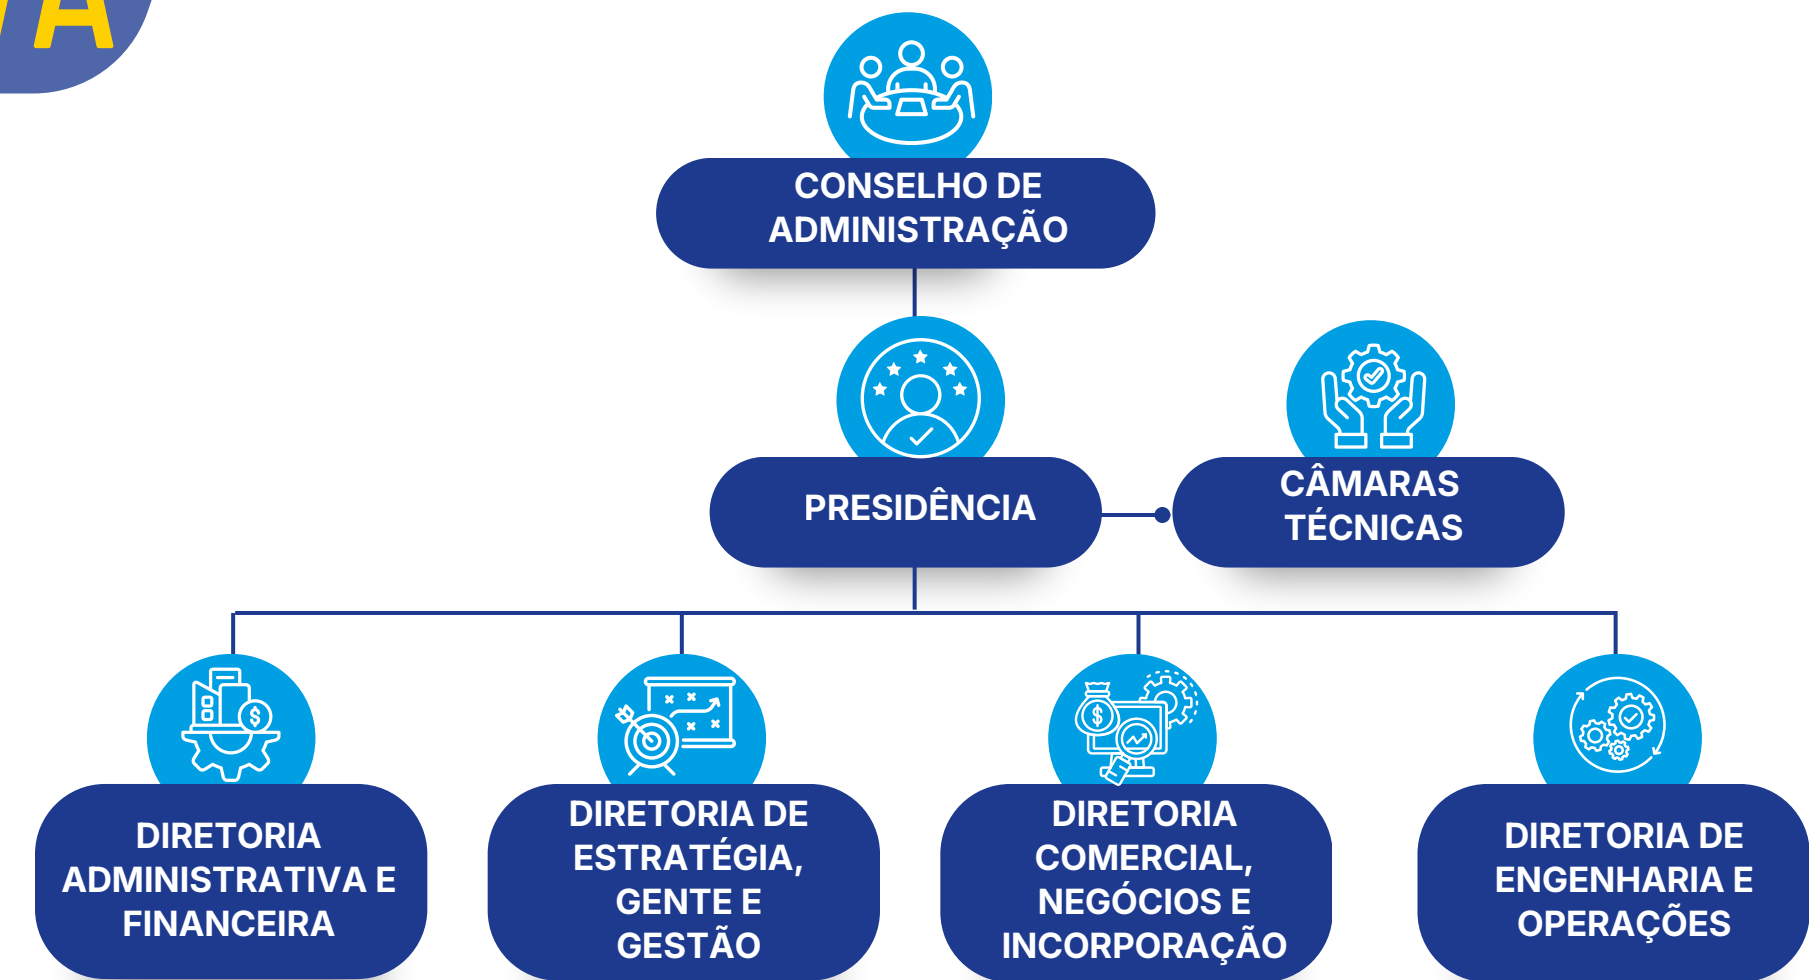 CONSELHO DE
ADMINISTRAÇÃO
PRESIDÊNCIA
CÂMARAS
TÉCNICAS
DIRETORIA
ADMINISTRATIVA E
FINANCEIRA
DIRETORIA DE
ESTRATÉGIA,
GENTE E
GESTÃO
DIRETORIA
COMERCIAL,
NEGÓCIOS E
INCORPORAÇÃO
DIRETORIA DE
ENGENHARIA E
OPERAÇÕES